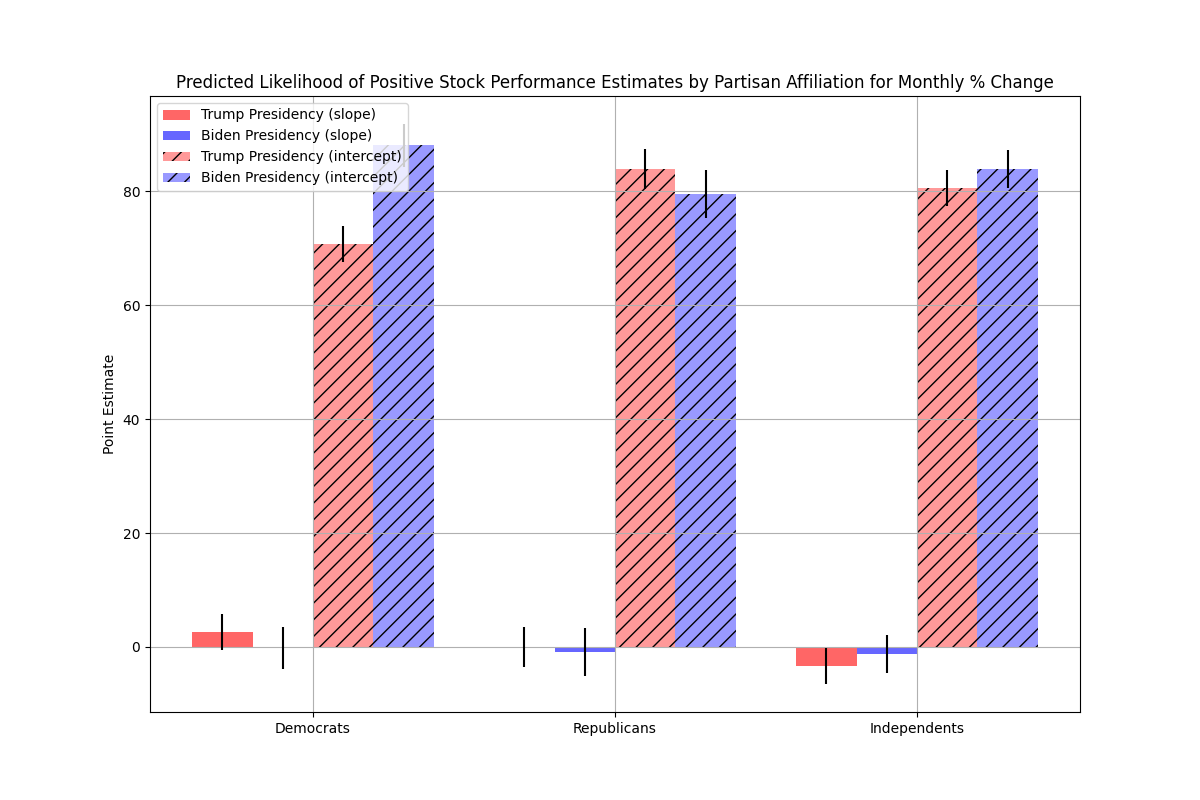 Predicted Likelihood of Positive Stock Performance Estimates by Partisan Affiliation for Monthly % Change
Trump Presidency (slope)
Biden Presidency (slope)
Trump Presidency (intercept)
Biden Presidency (intercept)
80
60
40
20
0
Point Estimate
Democrats
Republicans
Independents